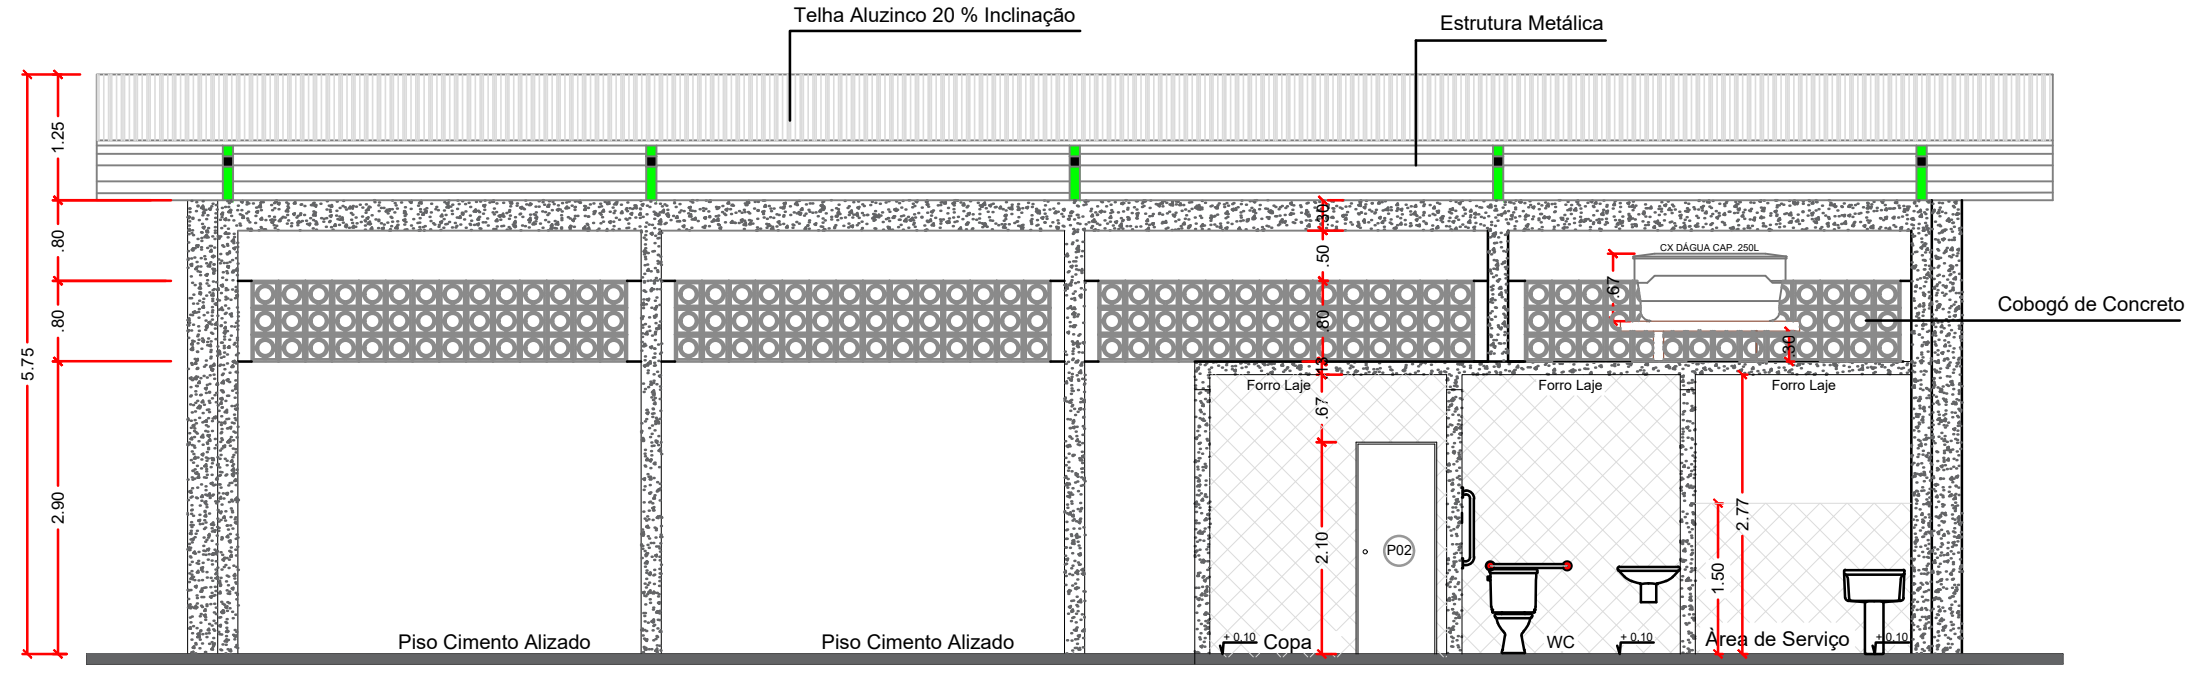 Telha Aluzinco 20 % Inclinação
Estrutura Metálica
1.25
.80
.80
5.75
2.90
.30
.50
.80
.13
.67
2.10
CX DÁGUA CAP. 250L
.67
.30
Cobogó de Concreto
Forro Laje
Forro Laje
Forro Laje
P02
2.77
1.50
Piso Cimento Alizado
Piso Cimento Alizado
+ 0,10
Copa
WC
+ 0,10
Àrea de Serviço
+ 0,10